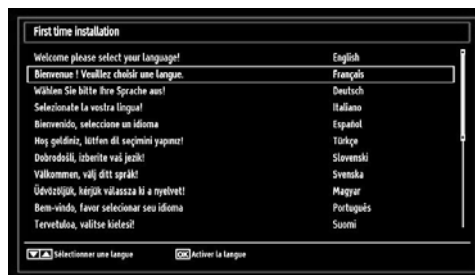 First time installation
Welcome please select your language! English
Bienvenue ! Veuillez choisir une langue. Français
Wählen Sie bitte Ihre Sprache aus! Deutsch
Selezionate la vostra lingua! Italiano
Bienvenido, seleccione un idioma Español
Hoş geldiniz, lütfen dil seçimini yapınız! Türkçe
Dobrodošli, izberite vaš jezik! Slovenski
Välkommen, välj ditt språk! Svenska
Üdvözöljük, kérjük válassza ki a nyelvet! Magyar
Bem-vindo, favor selecionar seu idioma Português
Tervetuloa, valitse kielesi! Suomi
Sélectionner une langue OK Activer la langue